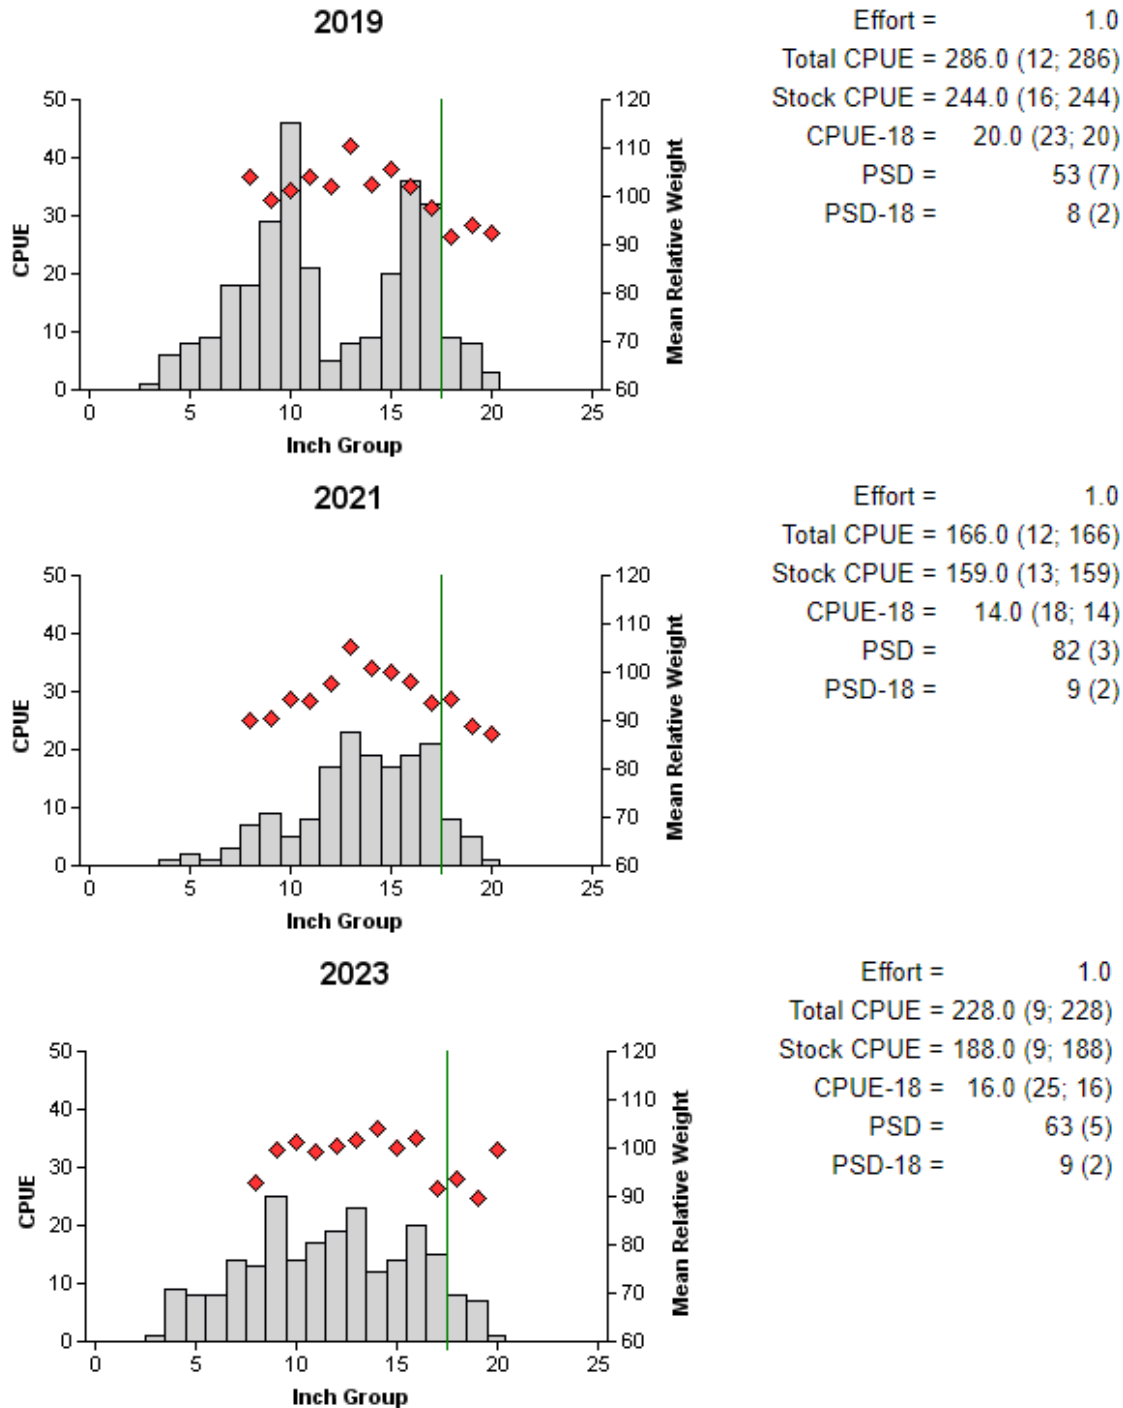 2019
Effort = 1.0
Total CPUE = 286.0 (12; 286)
Stock CPUE = 244.0 (16; 244)
CPUE-18 = 20.0 (23; 20)
PSD = 53 (7)
PSD-18 = 8 (2)
50
40
30
20
10
0
CPUE
120
110
100
90
80
70
60
Mean Relative Weight
0 5 10 15 20 25
Inch Group
2021
Effort = 1.0
Total CPUE = 166.0 (12; 166)
Stock CPUE = 159.0 (13; 159)
CPUE-18 = 14.0 (18; 14)
PSD = 82 (3)
PSD-18 = 9 (2)
50
40
30
20
10
0
CPUE
120
110
100
90
80
70
60
Mean Relative Weight
0 5 10 15 20 25
Inch Group
2023
Effort = 1.0
Total CPUE = 228.0 (9; 228)
Stock CPUE = 188.0 (9; 188)
CPUE-18 = 16.0 (25; 16)
PSD = 63 (5)
PSD-18 = 9 (2)
50
40
30
20
10
0
CPUE
120
110
100
90
80
70
60
Mean Relative Weight
0 5 10 15 20 25
Inch Group